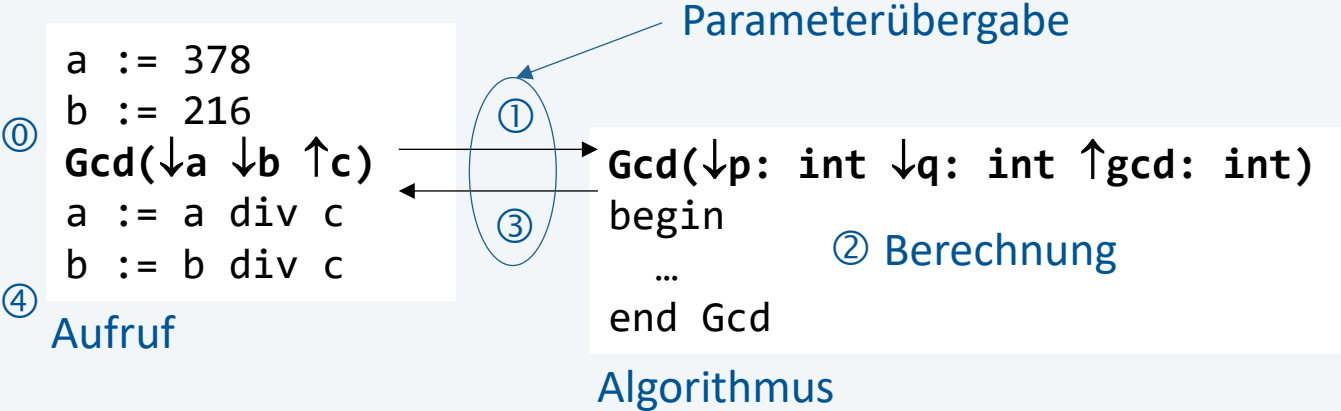 Parameterübergabe
a := 378
b := 216
⓪
Gcd(↓a ↓b ↑c)
a := a div c
b := b div c
④
Aufruf
①
③
Gcd(↓p: int ↓q: int ↑gcd: int)
begin
② Berechnung
…
end Gcd
Algorithmus